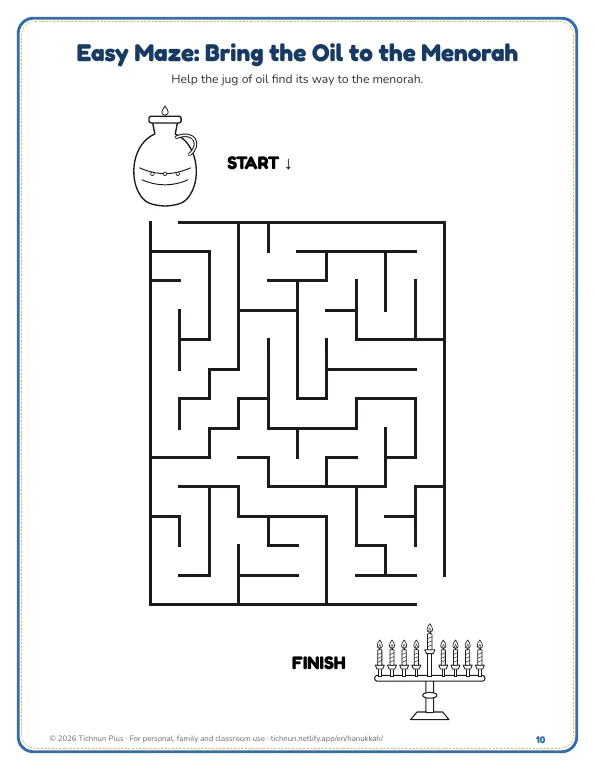 Easy Maze: Bring the Oil to the Menorah
Help the jug of oil find its way to the menorah.
START ↓
FINISH
© 2026 Tichnun Plus · For personal, family and classroom use · tichnun.netlify.app/en/hanukkah/
10